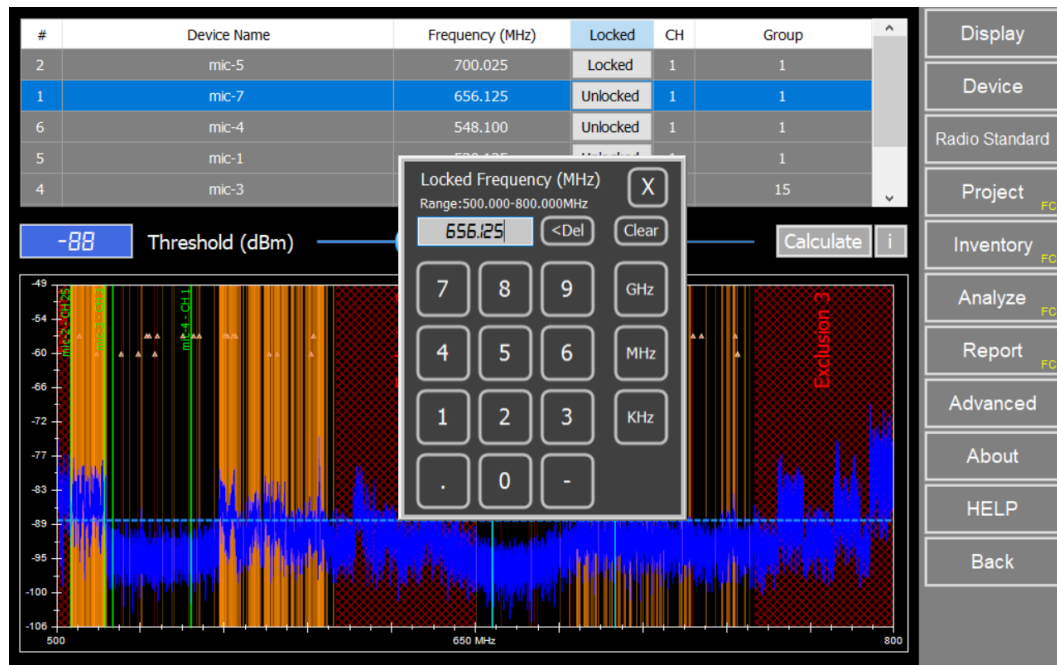 # Device Name Frequency (MHz) Locked CH Group
2 mic-5 700.025 Locked 1 1
1 mic-7 656.125 Unlocked 1 1
6 mic-4 548.100 Unlocked 1 1
5 mic-1 1
4 mic-3 15
Locked Frequency (MHz) X
Range:500.000-800.000MHz
656.125 <Del Clear
7 8 9 GHz
4 5 6 MHz
1 2 3 KHz
. 0 -
-88 Threshold (dBm) Calculate i
-49
-54
-60
-66
-72
-77
-83
-89
-95
-100
-106
mic-2 - CH 25
mic-4 - CH 1
Exclusion 3
500 650 MHz 800
Display
Device
Radio Standard
Project FC
Inventory FC
Analyze FC
Report FC
Advanced
About
HELP
Back